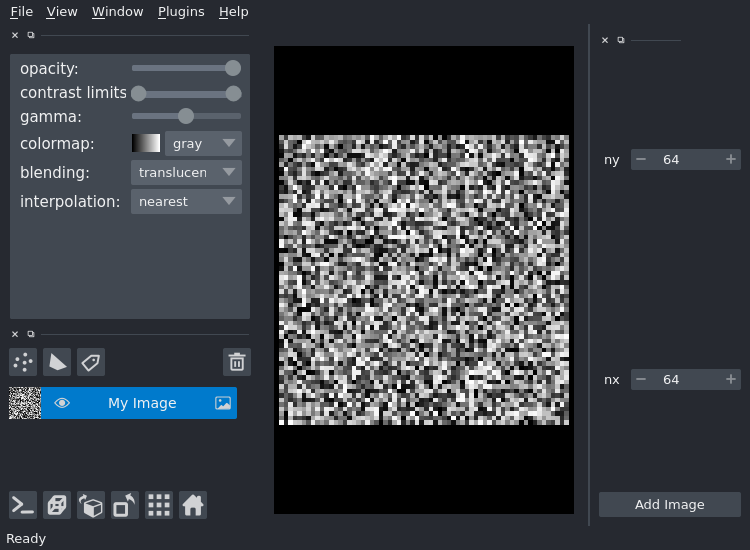 File View Window Plugins Help
opacity:
contrast limits
gamma:
colormap: gray
blending: translucen
interpolation: nearest
My Image
ny 64
nx 64
Add Image
Ready